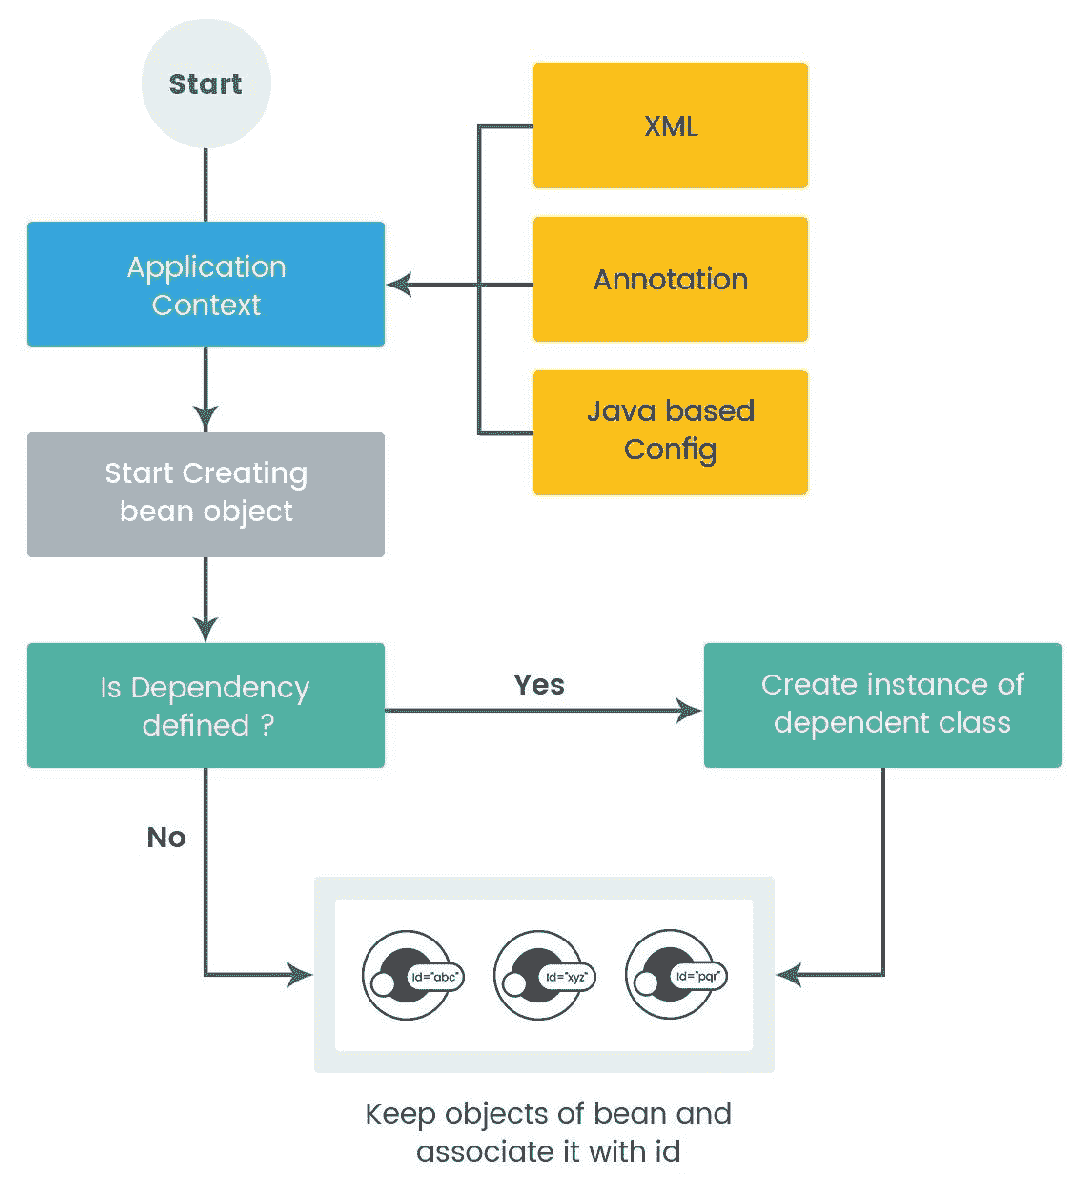 Start
XML
Application
Context
Annotation
Java based
Config
Start Creating
bean object
Is Dependency
defined ?
Yes
Create instance of
dependent class
No
Id="abc"
Id="xyz"
Id="pqr"
Keep objects of bean and
associate it with id